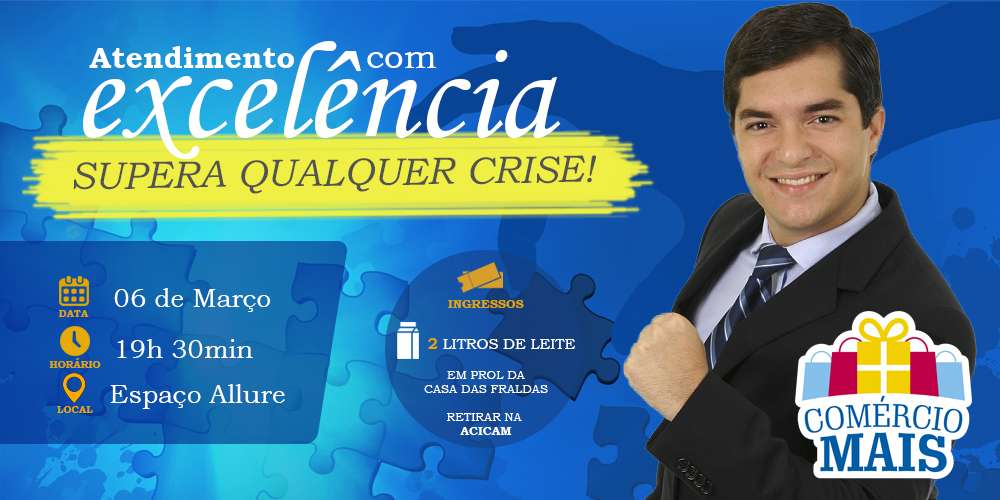 Atendimento com
excelência
SUPERA QUALQUER CRISE!
DATA
06 de Março
HORÁRIO
19h 30min
LOCAL
Espaço Allure
INGRESSOS
2 LITROS DE LEITE
EM PROL DA
CASA DAS FRALDAS
RETIRAR NA
ACICAM
COMÉRCIO
MAIS